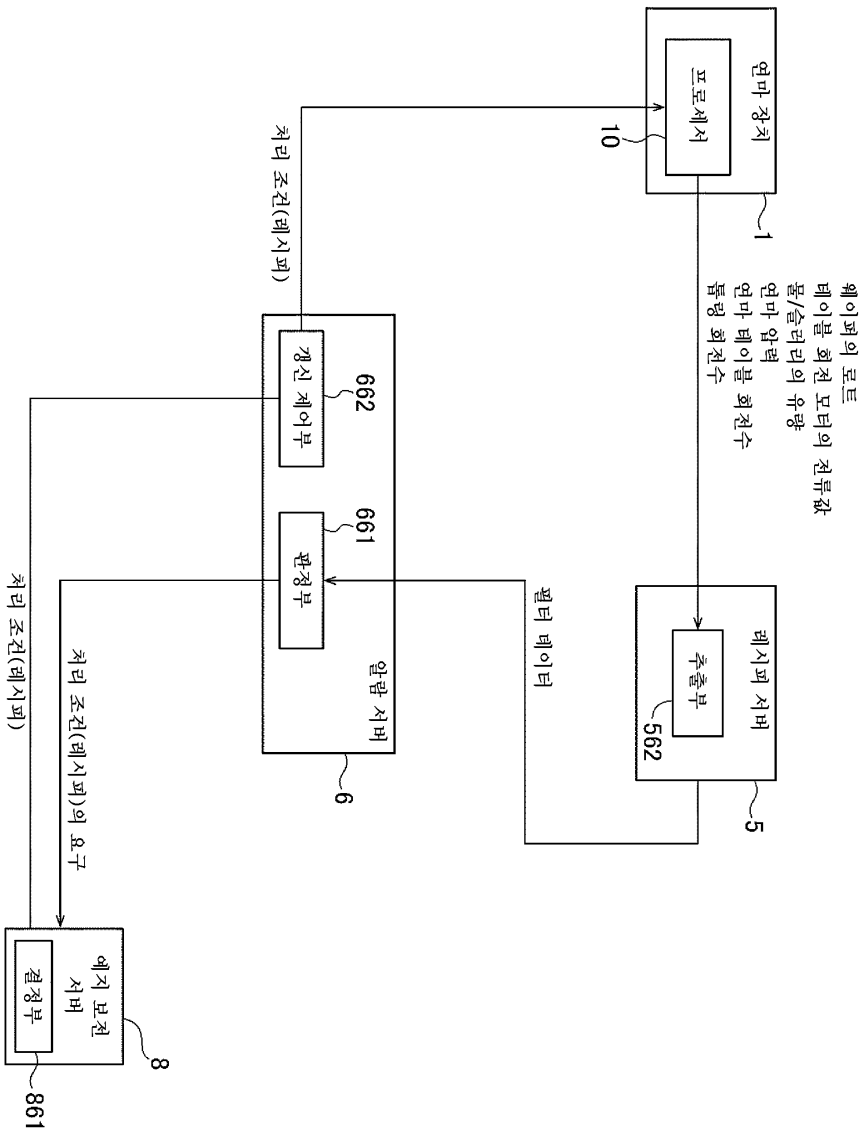 연마 장치
프로세서
10
1
웨이퍼의 로트
테이블 회전 모터의 전류값
물/슬러리의 유량
연마 압력
연마 테이블 회전수
톱링 회전수
레시피 서버
추출부
562
5
처리 조건(레시피)
갱신 제어부
662
661
판정부
알람 서버
6
필터 데이터
처리 조건(레시피)의 요구
처리 조건(레시피)
예지 보전
서버
결정부
8
861